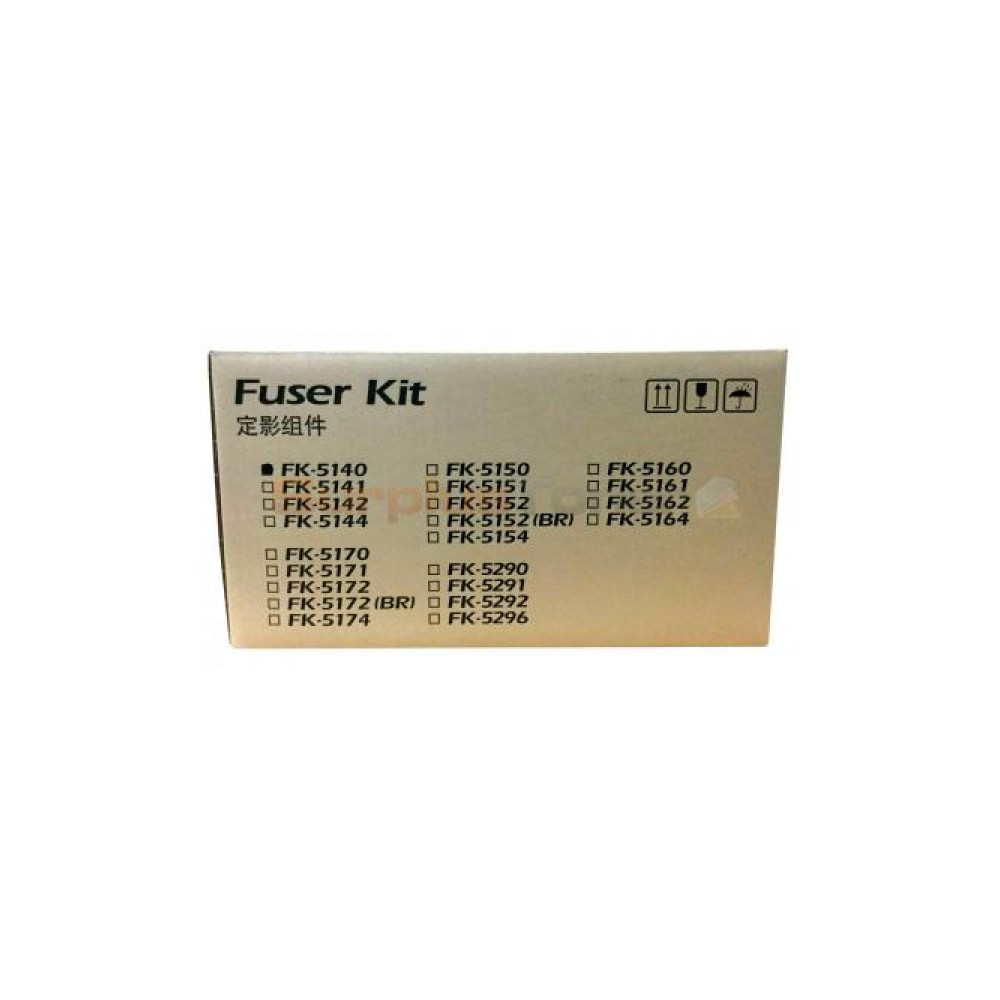 Fuser Kit
定影组件
FK-5140
FK-5141
FK-5142
FK-5144
FK-5150
FK-5151
FK-5152
FK-5152(BR)
FK-5154
FK-5160
FK-5161
FK-5162
FK-5164
FK-5170
FK-5171
FK-5172
FK-5172(BR)
FK-5174
FK-5290
FK-5291
FK-5292
FK-5296